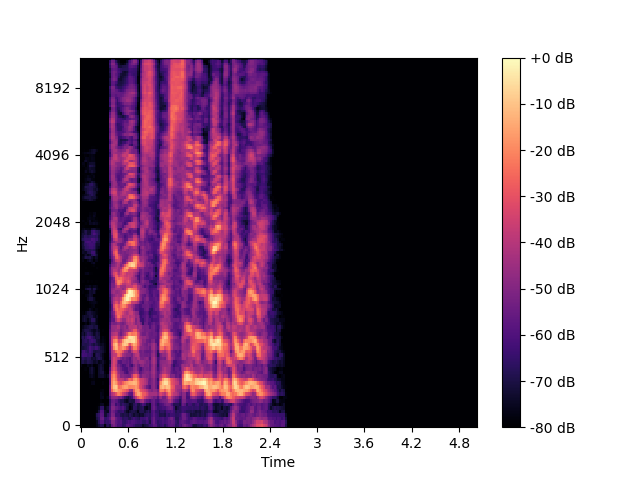 Hz
8192
4096
2048
1024
512
0
0 0.6 1.2 1.8 2.4 3 3.6 4.2 4.8
Time
+0 dB
-10 dB
-20 dB
-30 dB
-40 dB
-50 dB
-60 dB
-70 dB
-80 dB